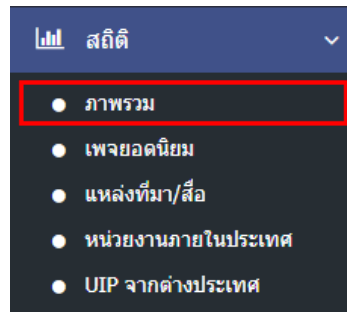 สถิติ
ภาพรวม
เพจยอดนิยม
แหล่งที่มา/สื่อ
หน่วยงานภายในประเทศ
UIP จากต่างประเทศ